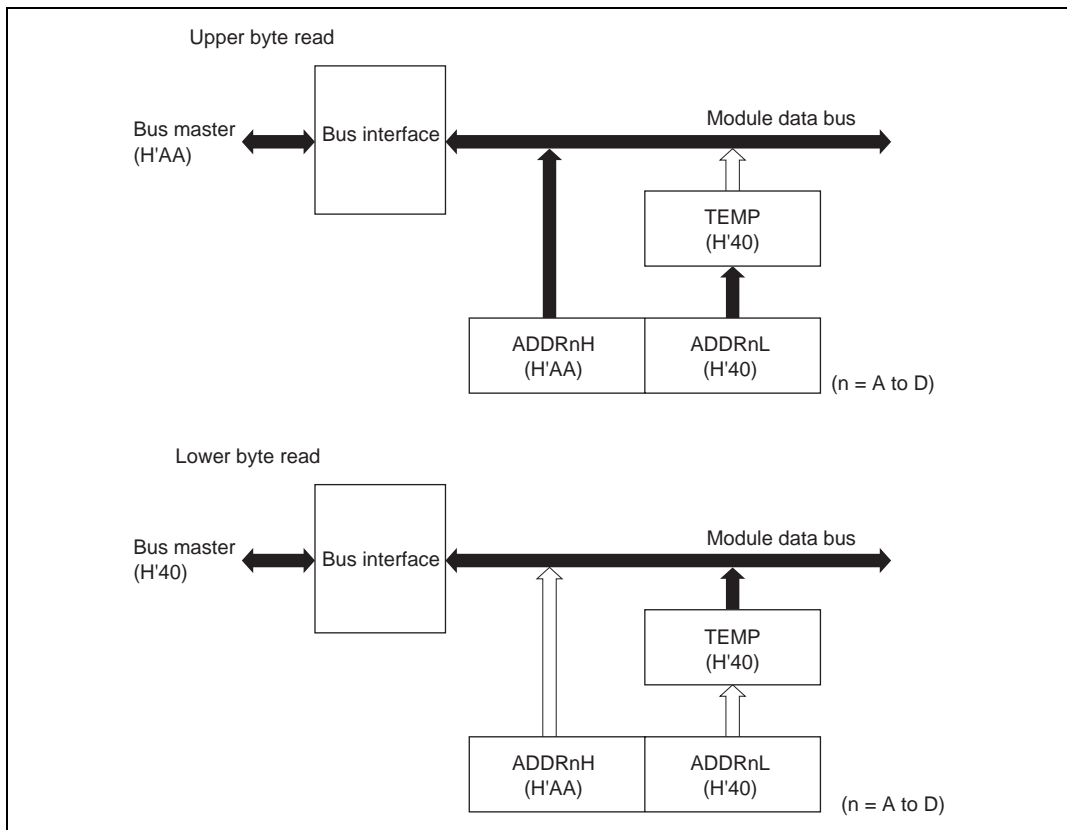 Upper byte read
Bus master
(H'AA)
Bus interface
Module data bus
TEMP
(H'40)
ADDRnH
(H'AA)
ADDRnL
(H'40)
(n = A to D)
Lower byte read
Bus master
(H'40)
Bus interface
Module data bus
TEMP
(H'40)
ADDRnH
(H'AA)
ADDRnL
(H'40)
(n = A to D)